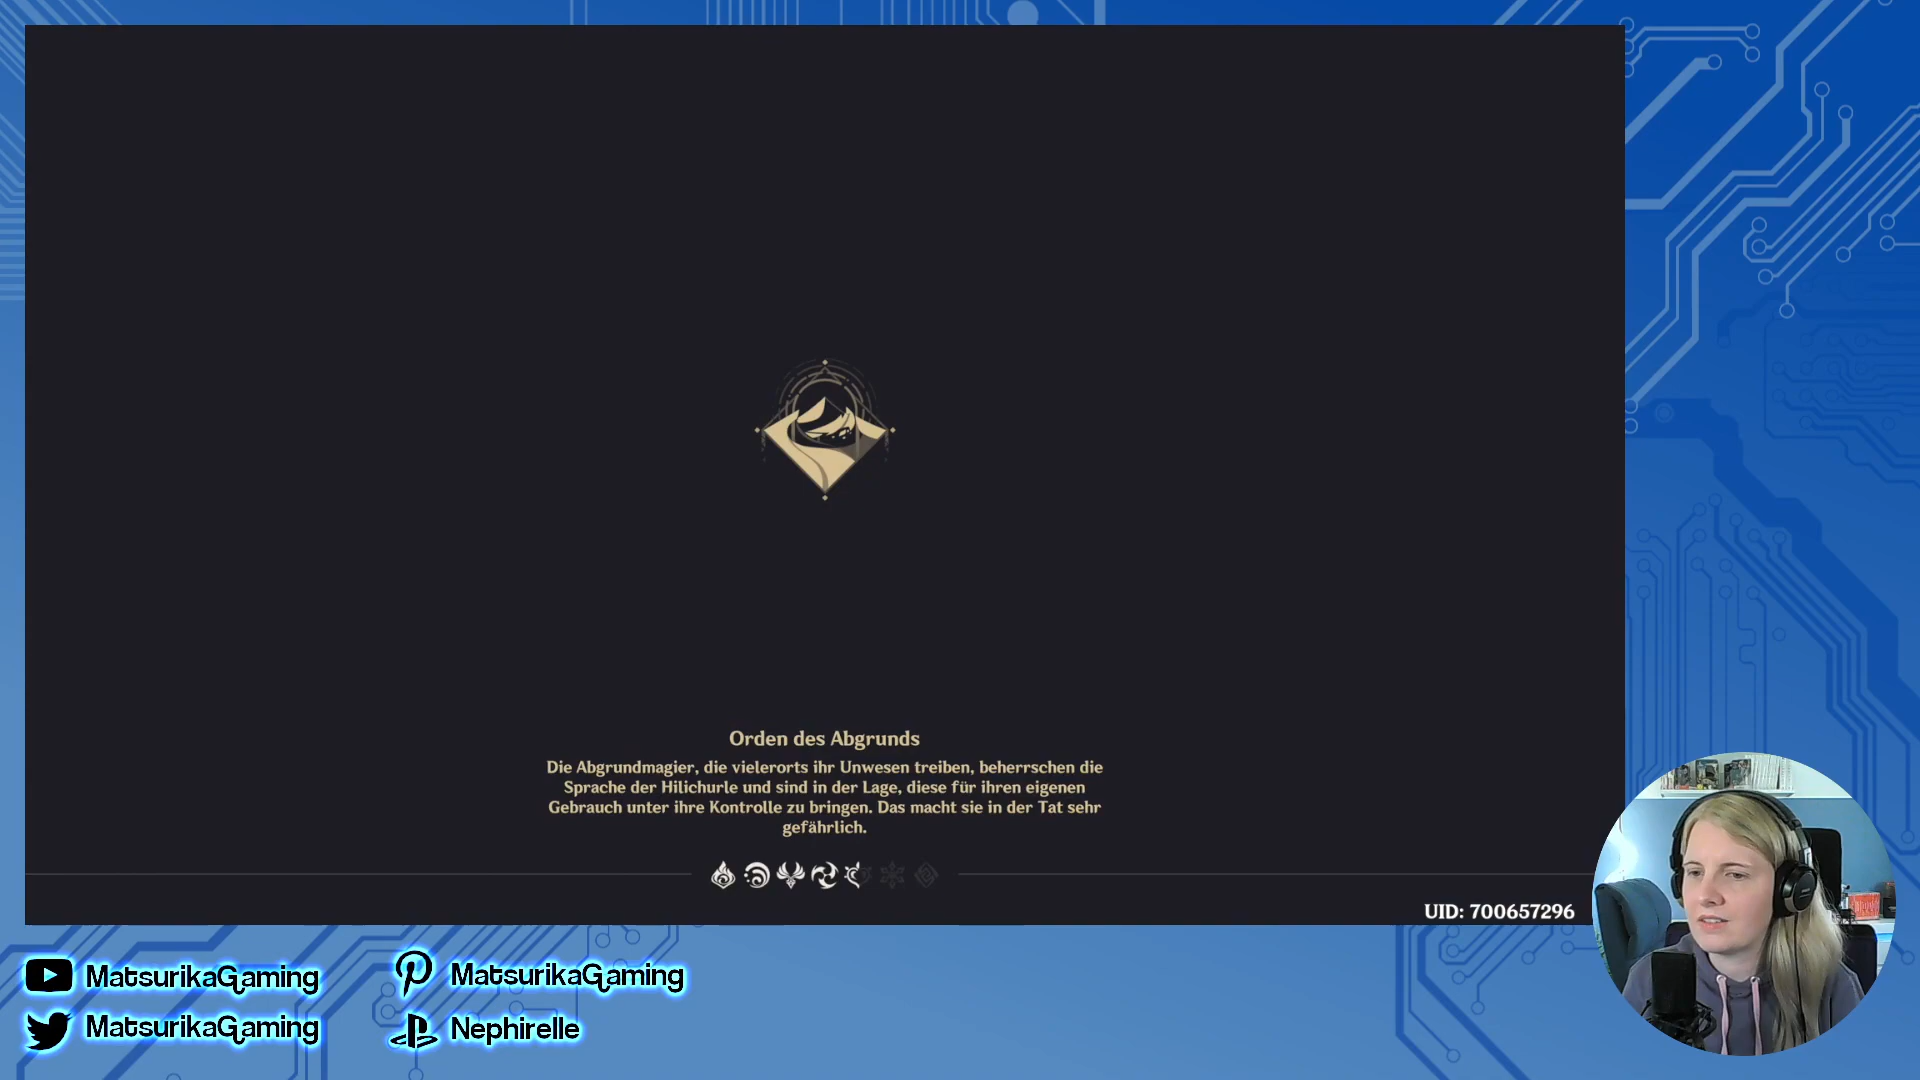 Orden des Abgrunds
Die Abgrundmagier, die vielerorts ihr Unwesen treiben, beherrschen die
Sprache der Hilichurle und sind in der Lage, diese für ihren eigenen
Gebrauch unter ihre Kontrolle zu bringen. Das macht sie in der Tat sehr
gefährlich.
UID: 700657296
MatsurikaGaming
MatsurikaGaming
MatsurikaGaming
Nephirelle